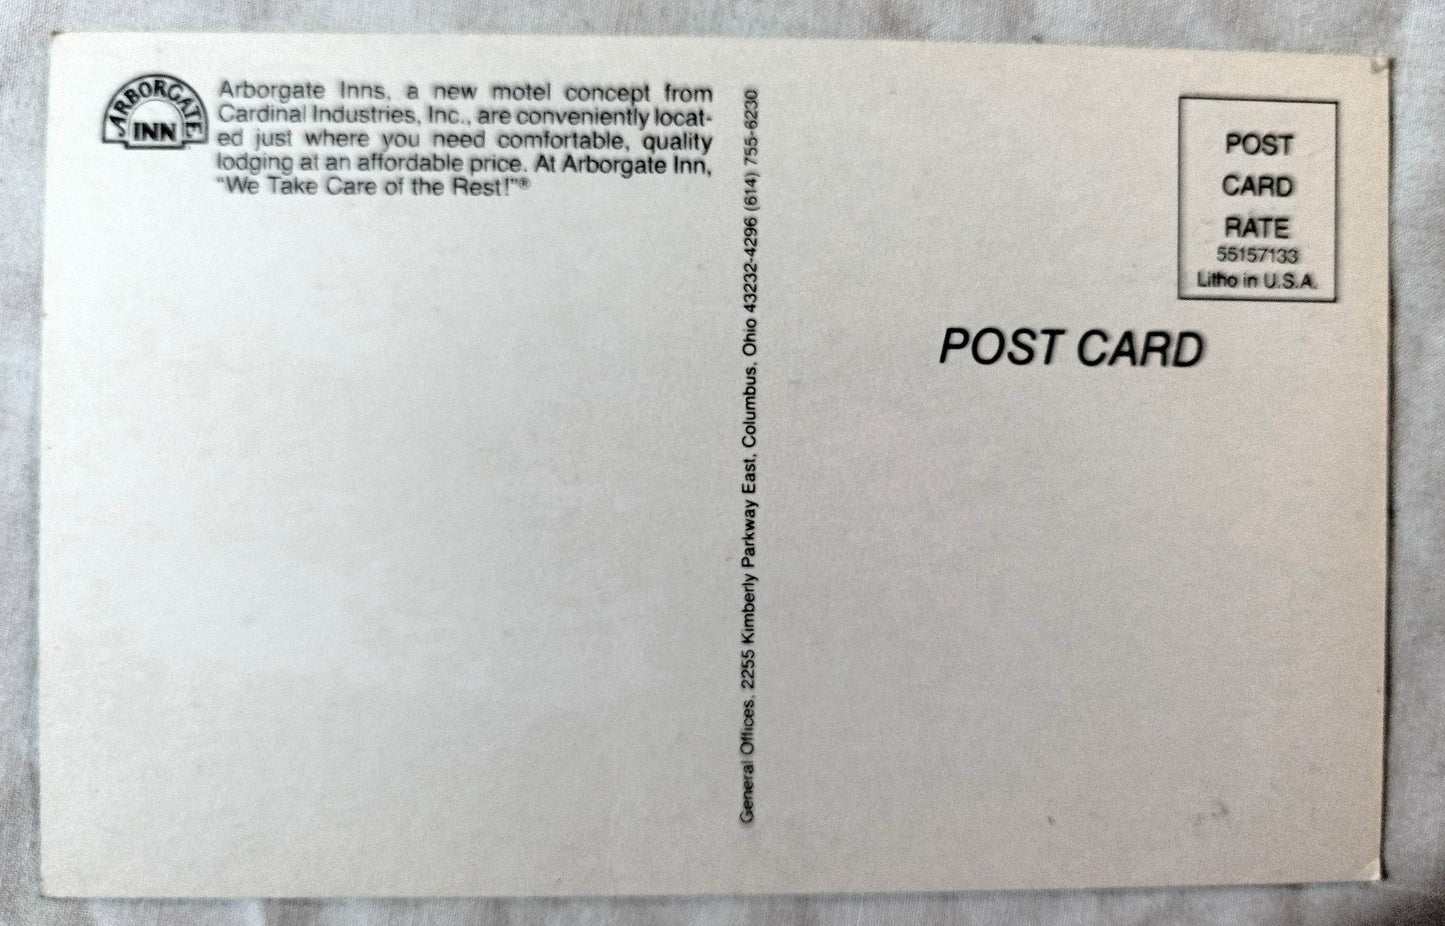 ARBORGATE
INN
Arborgate Inns, a new motel concept from
Cardinal Industries, Inc., are conveniently locat-
ed just where you need comfortable, quality
lodging at an affordable price. At Arborgate Inn,
"We Take Care of the Rest!"®
General Offices, 2255 Kimberly Parkway East, Columbus, Ohio 43232-4296 (614) 755-6230
POST
CARD
RATE
55157133
Litho in U.S.A.
POST CARD